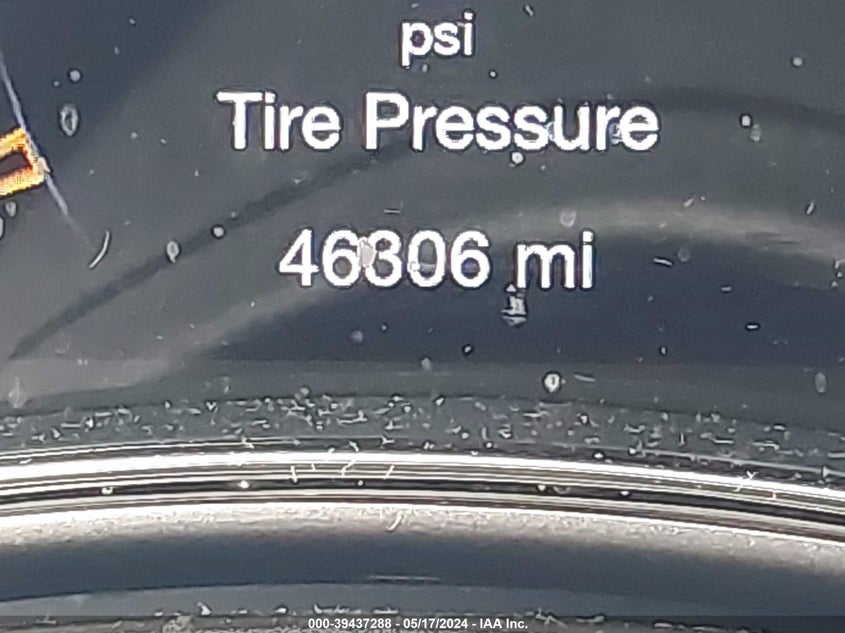 psi
Tire Pressure
46306 mi
000-39437288 - 05/17/2024 - IAA Inc.